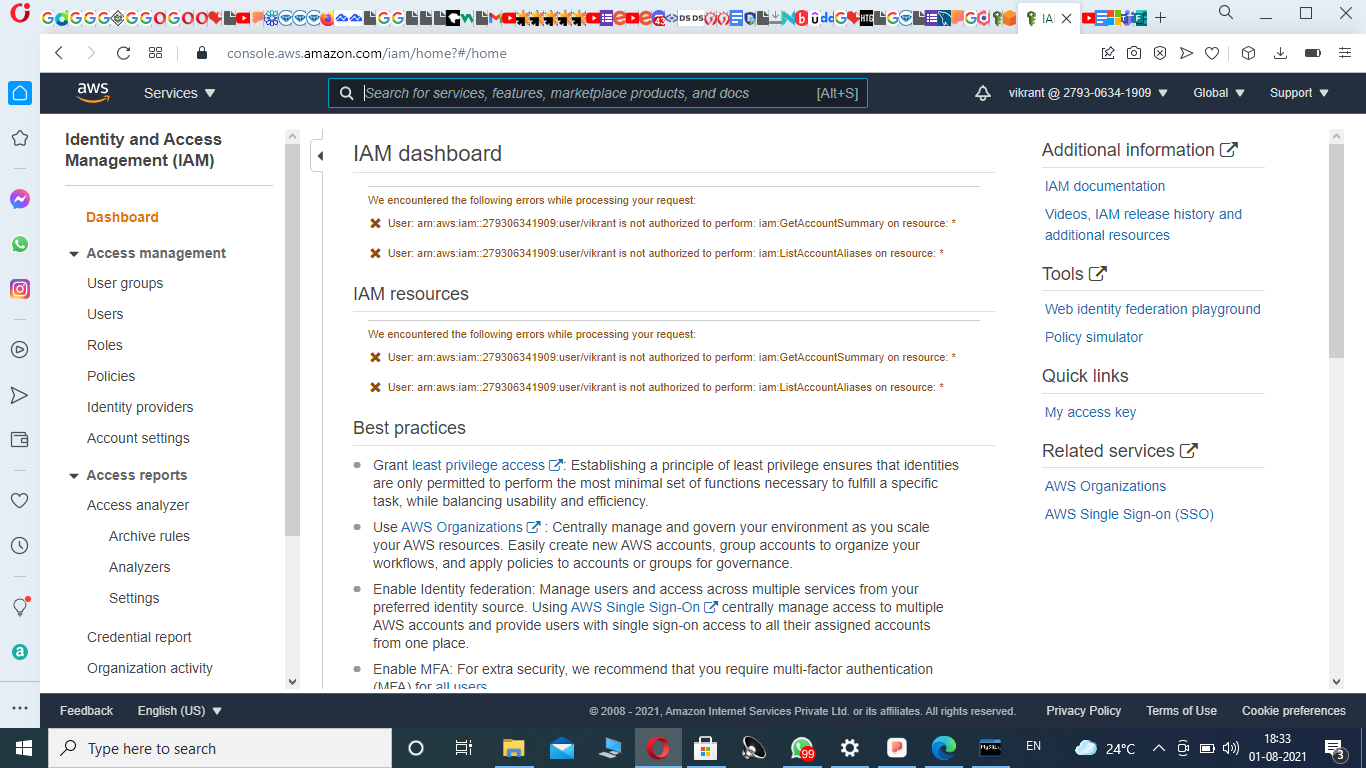 IA
console.aws.amazon.com/iam/home?#/home
aws
Services
Search for services, features, marketplace products, and docs
[Alt+S]
vikrant @ 2793-0634-1909
Global
Support
Identity and Access
Management (IAM)
Dashboard
Access management
User groups
Users
Roles
Policies
Identity providers
Account settings
Access reports
Access analyzer
Archive rules
Analyzers
Settings
Credential report
Organization activity
IAM dashboard
We encountered the following errors while processing your request:
User: arn:aws:iam::279306341909:user/vikrant is not authorized to perform: iam:GetAccountSummary on resource: *
User: arn:aws:iam::279306341909:user/vikrant is not authorized to perform: iam:ListAccountAliases on resource: *
IAM resources
We encountered the following errors while processing your request:
User: arn:aws:iam::279306341909:user/vikrant is not authorized to perform: iam:GetAccountSummary on resource: *
User: arn:aws:iam::279306341909:user/vikrant is not authorized to perform: iam:ListAccountAliases on resource: *
Best practices
Grant least privilege access : Establishing a principle of least privilege ensures that identities
are only permitted to perform the most minimal set of functions necessary to fulfill a specific
task, while balancing usability and efficiency.
Use AWS Organizations : Centrally manage and govern your environment as you scale
your AWS resources. Easily create new AWS accounts, group accounts to organize your
workflows, and apply policies to accounts or groups for governance.
Enable Identity federation: Manage users and access across multiple services from your
preferred identity source. Using AWS Single Sign-On centrally manage access to multiple
AWS accounts and provide users with single sign-on access to all their assigned accounts
from one place.
Enable MFA: For extra security, we recommend that you require multi-factor authentication
(MFA) for all users
Additional information
IAM documentation
Videos, IAM release history and
additional resources
Tools
Web identity federation playground
Policy simulator
Quick links
My access key
Related services
AWS Organizations
AWS Single Sign-on (SSO)
Feedback
English (US)
© 2008 - 2021, Amazon Internet Services Private Ltd. or its affiliates. All rights reserved.
Privacy Policy
Terms of Use
Cookie preferences
Type here to search
99
MySQL
EN
24°C
18:33
01-08-2021
3